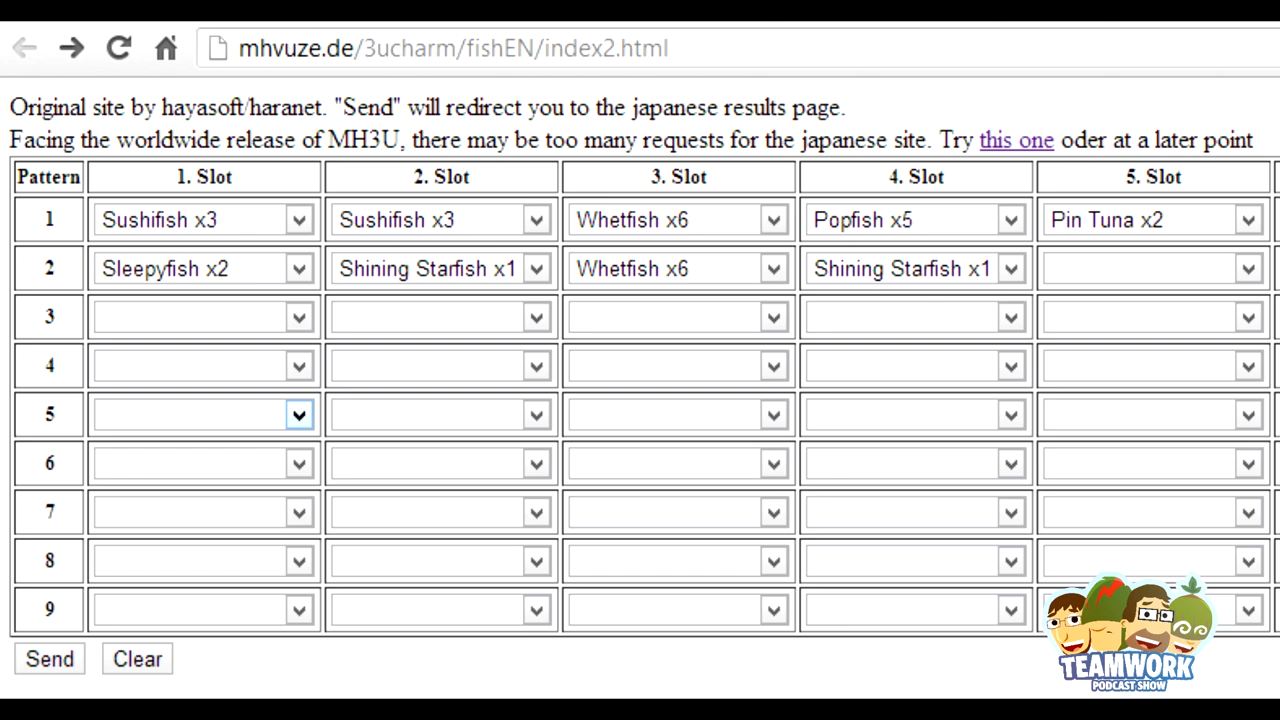 mhvuze.de/3ucharm/fishEN/index2.html
Original site by hayasoft/haranet. "Send" will redirect you to the japanese results page.
Facing the worldwide release of MH3U, there may be too many requests for the japanese site. Try this one oder at a later point
Pattern 1. Slot 2. Slot 3. Slot 4. Slot 5. Slot
1 Sushifish x3 Sushifish x3 Whetfish x6 Popfish x5 Pin Tuna x2
2 Sleepyfish x2 Shining Starfish x1 Whetfish x6 Shining Starfish x1
3
4
5
6
7
8
9
Send Clear
TEAMWORK
PODCAST SHOW